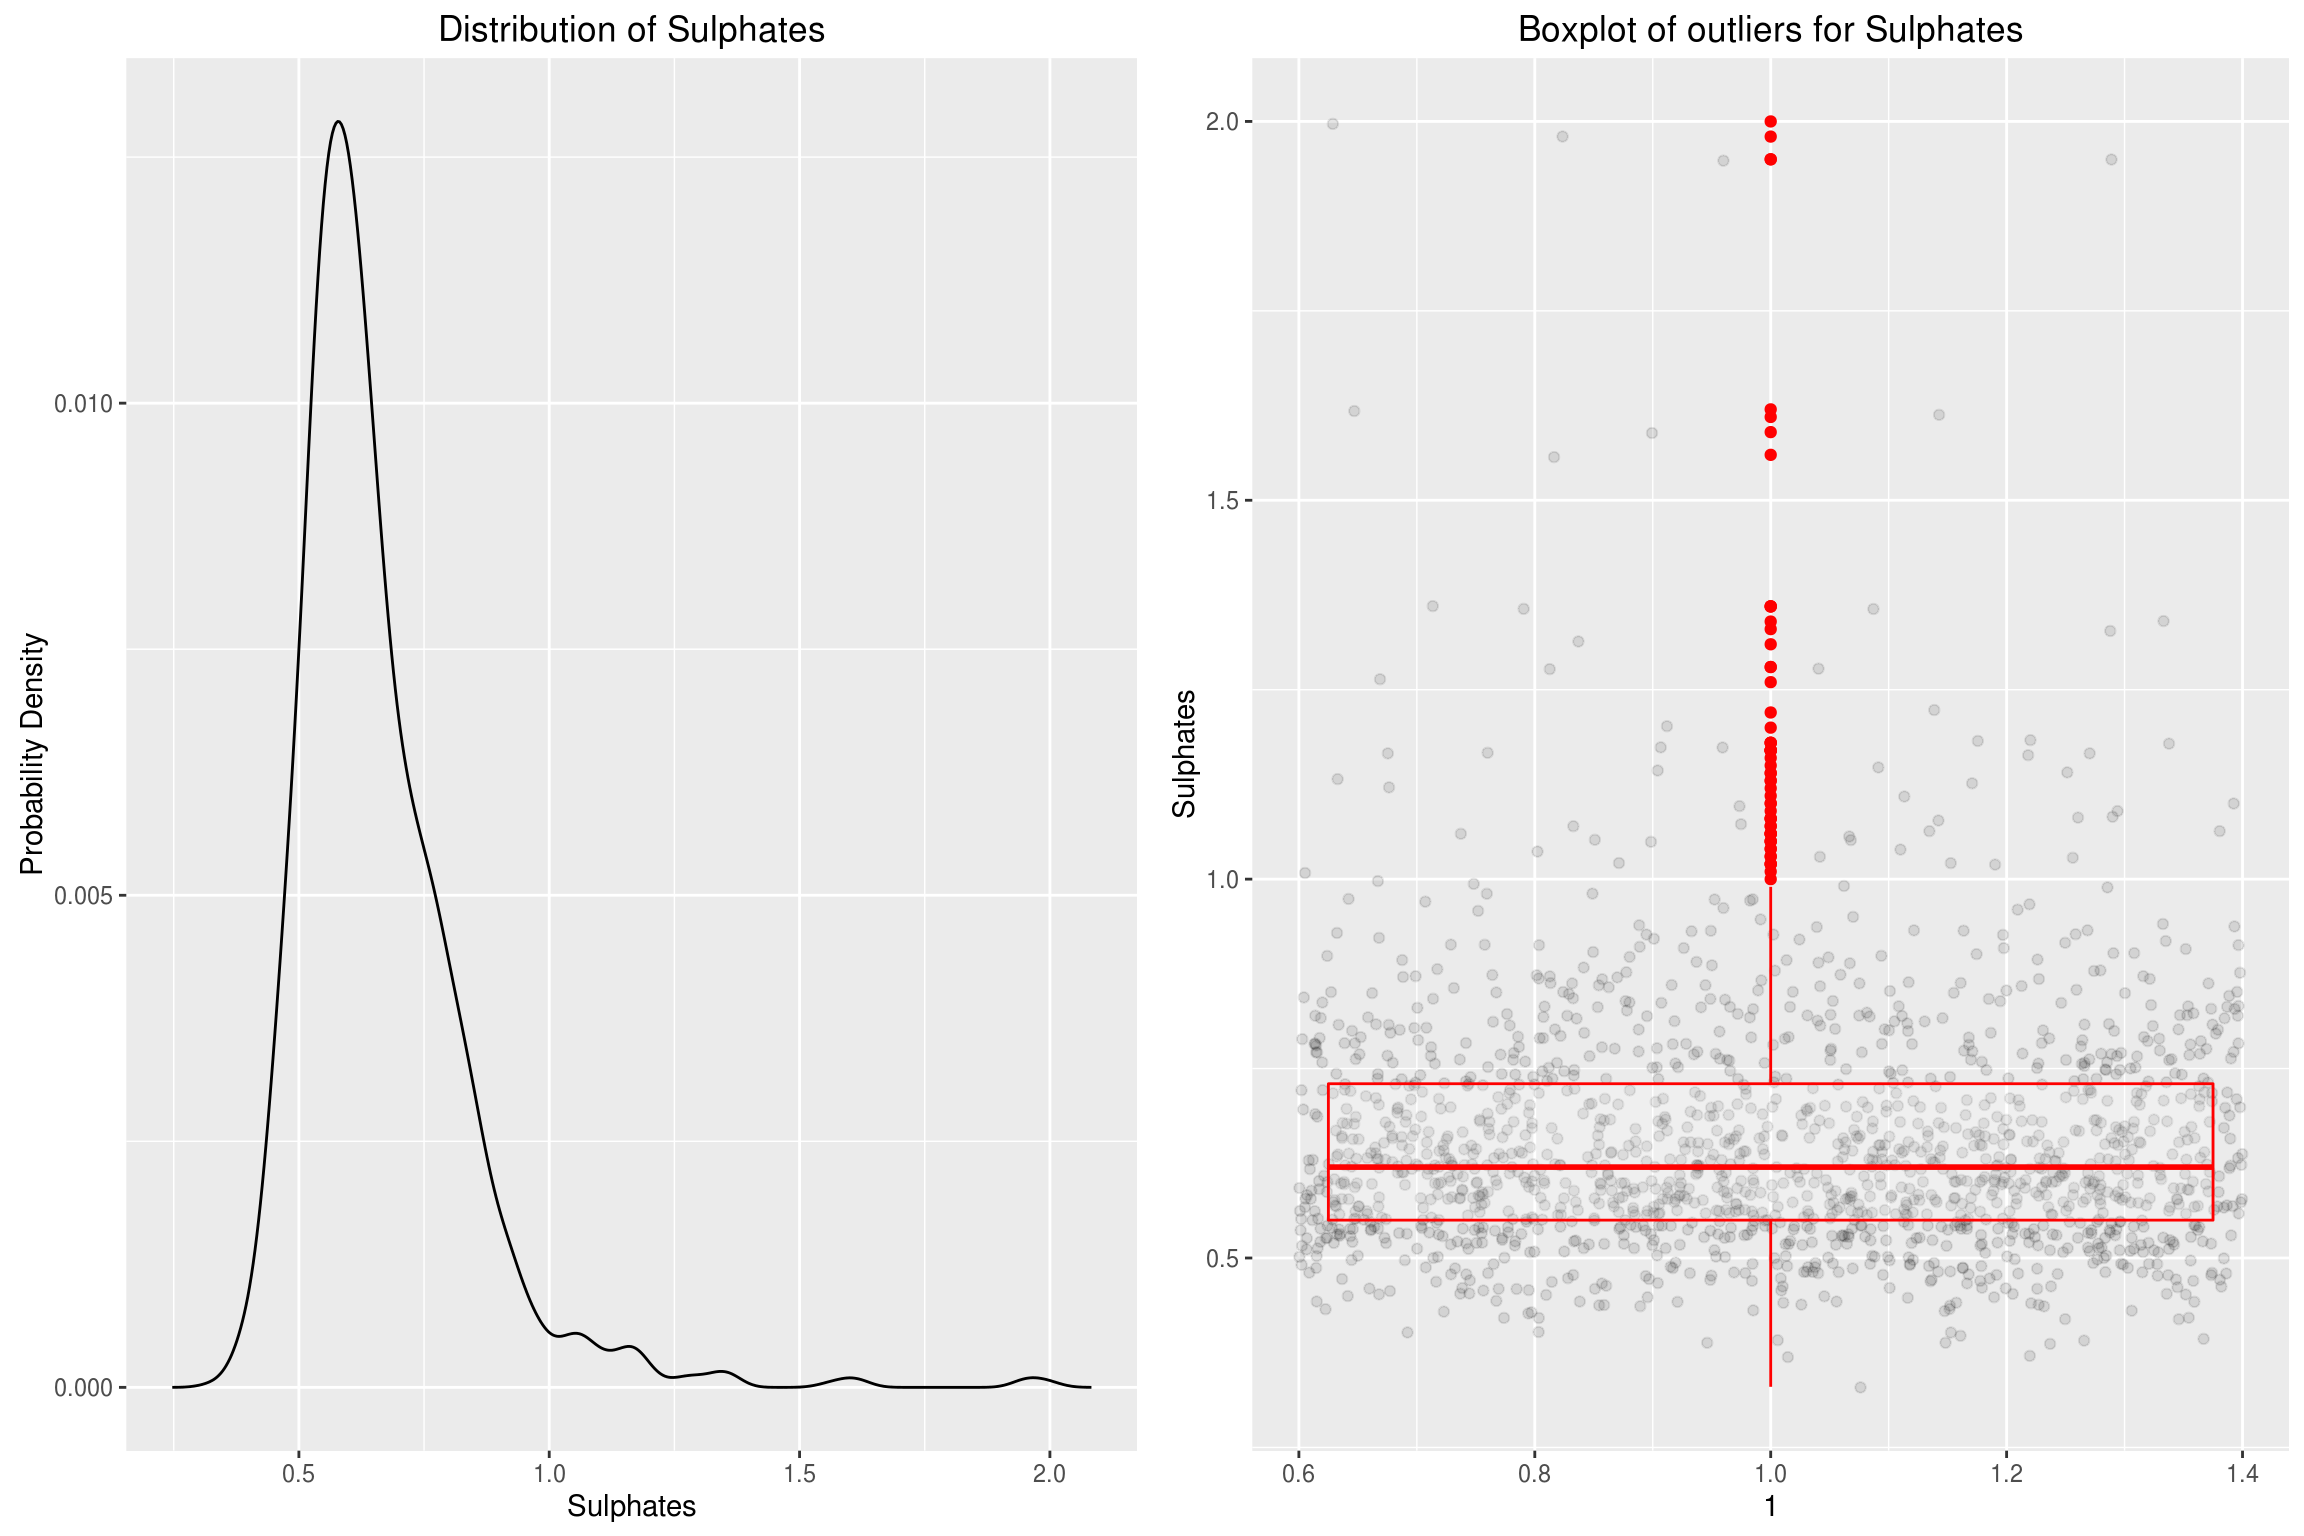 Distribution of Sulphates
Probability Density
0.010
0.005
0.000
0.5 1.0 1.5 2.0
Sulphates
Boxplot of outliers for Sulphates
Sulphates
2.0
1.5
1.0
0.5
0.6 0.8 1.0 1.2 1.4
1